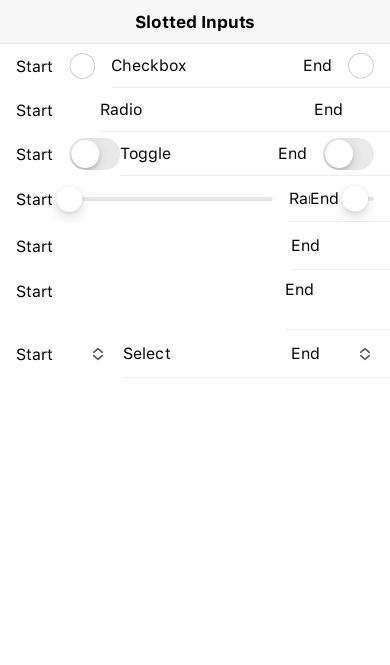 Slotted Inputs
Start Checkbox End
Start Radio End
Start Toggle End
Start End
Start End
Start End
Start Select End